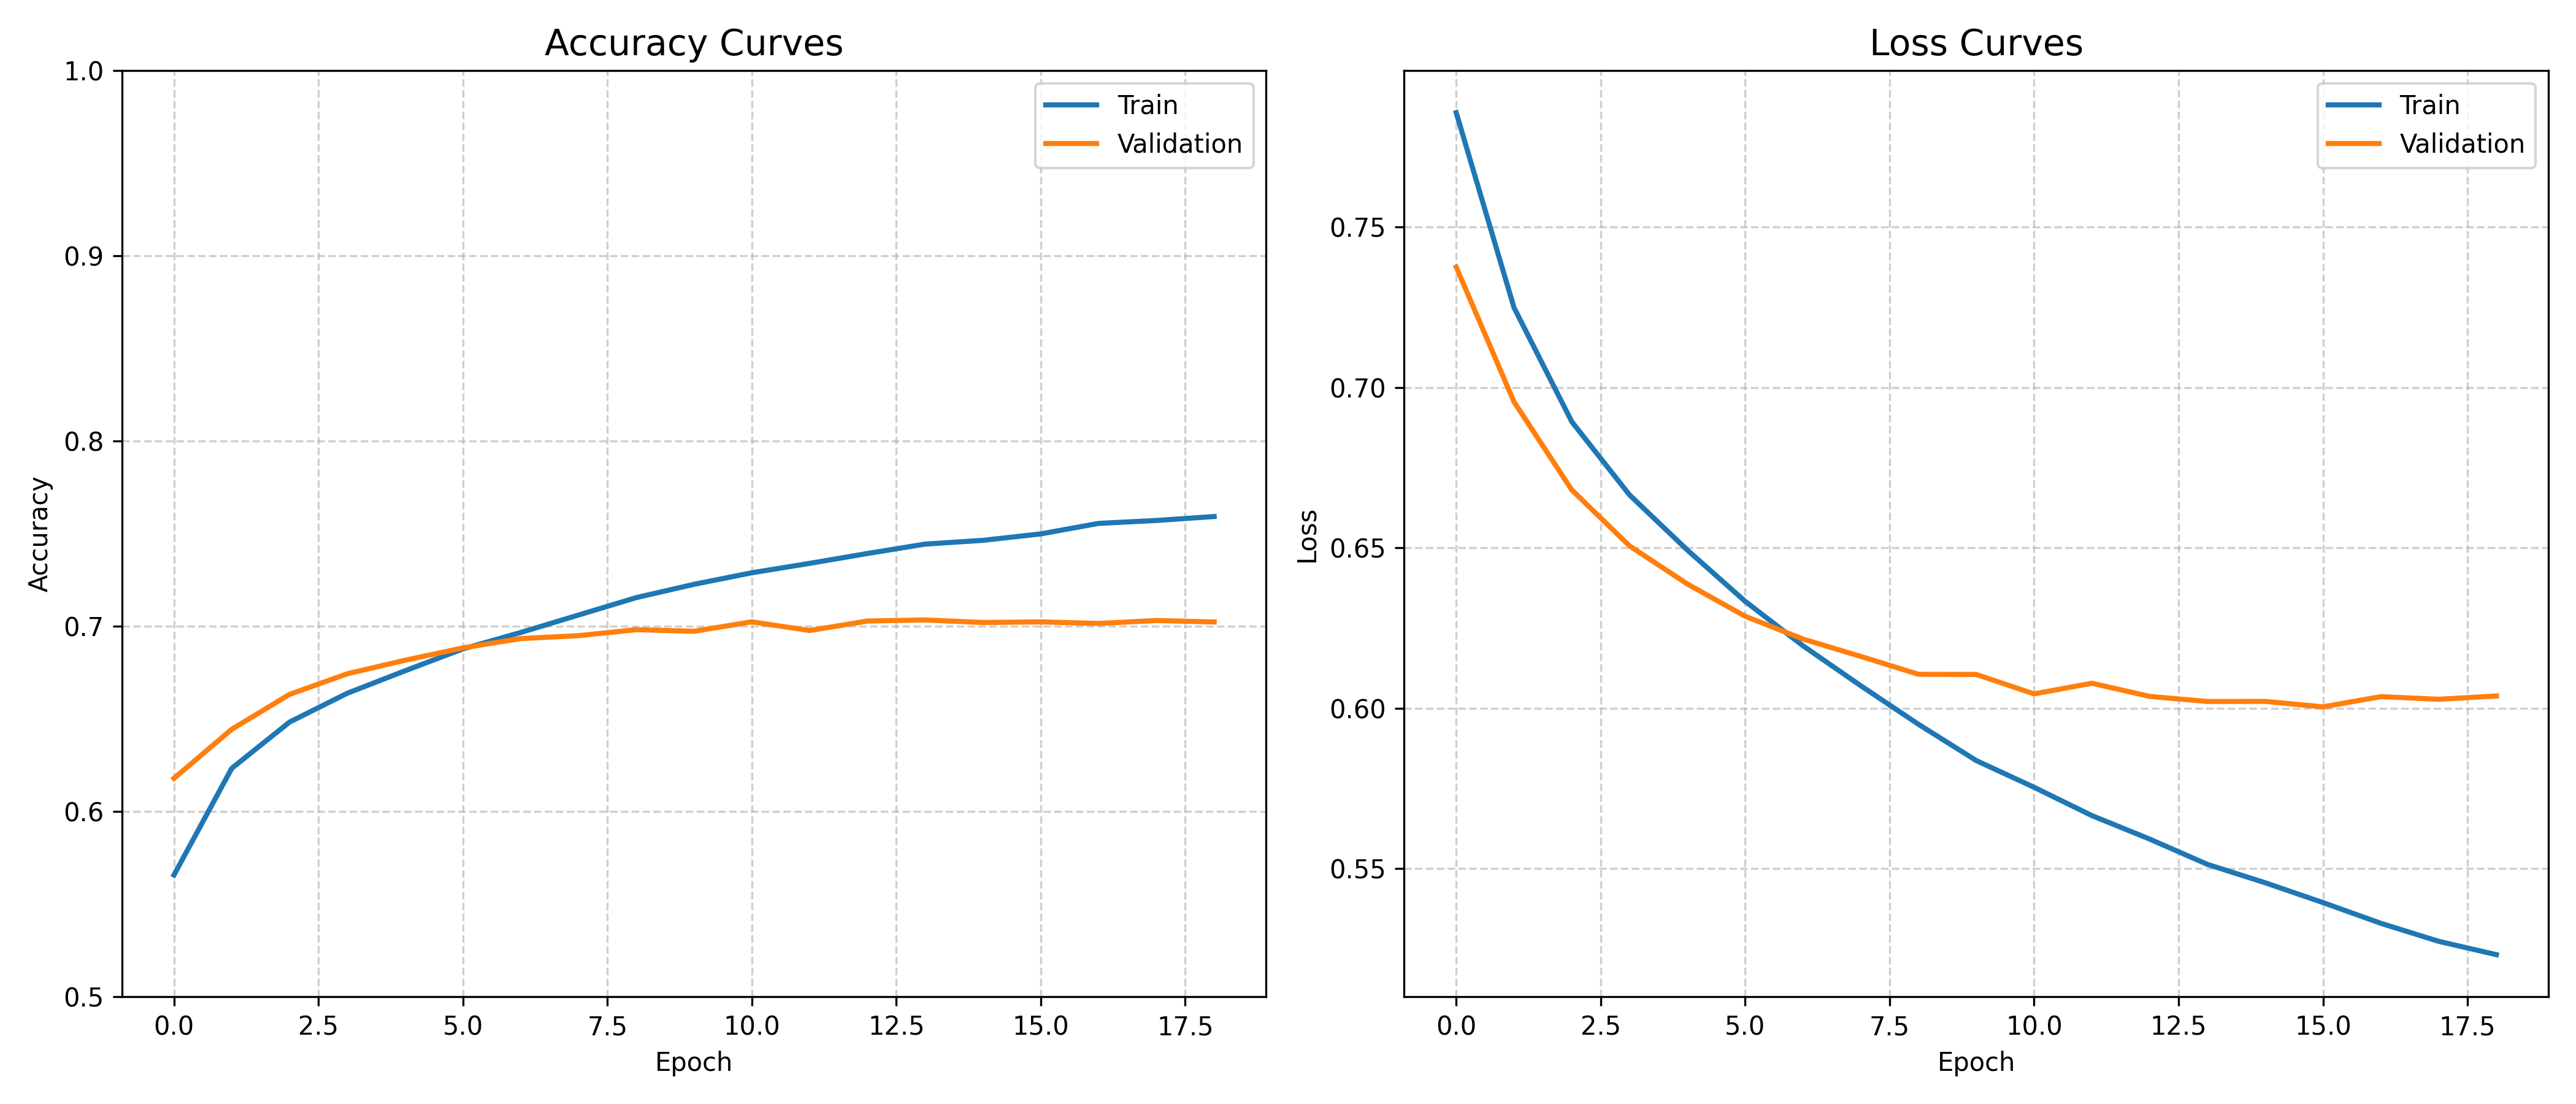 Accuracy Curves
1.0
0.9
0.8
0.7
0.6
0.5
Accuracy
Train
Validation
0.0 2.5 5.0 7.5 10.0 12.5 15.0 17.5
Epoch
Loss Curves
0.75
0.70
0.65
0.60
0.55
Loss
Train
Validation
0.0 2.5 5.0 7.5 10.0 12.5 15.0 17.5
Epoch